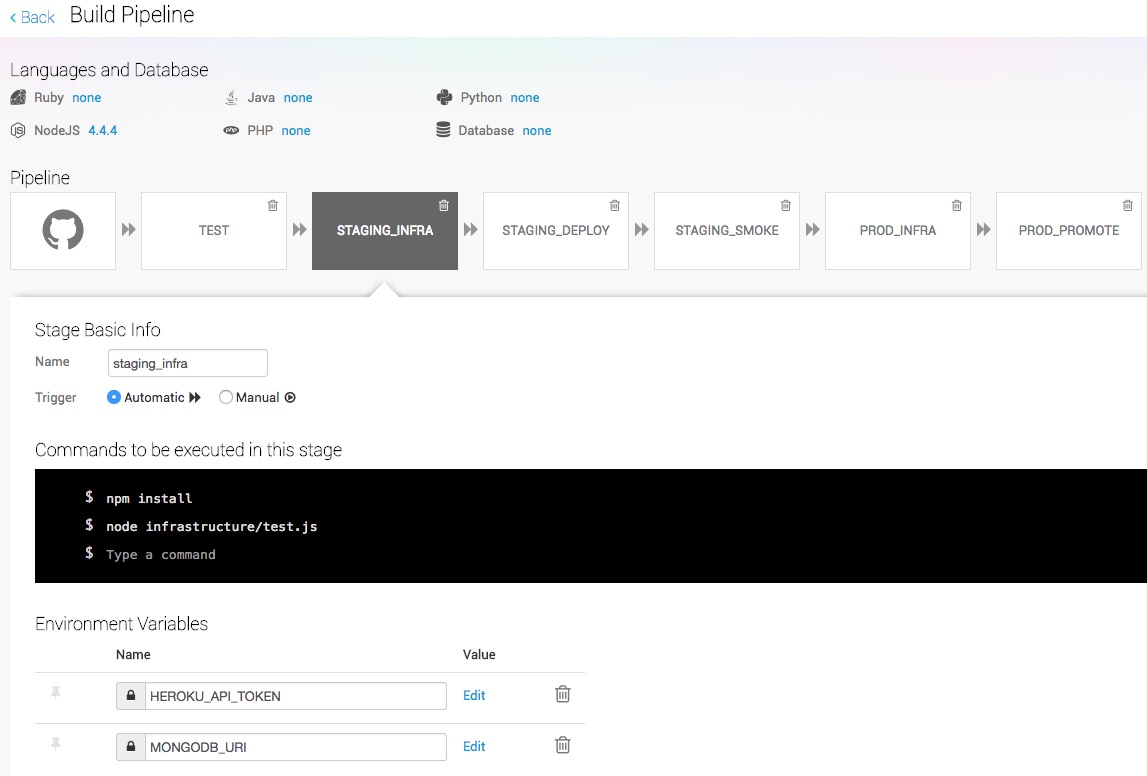 Back Build Pipeline
Languages and Database
Ruby none Java none Python none
NodeJS 4.4.4 PHP none Database none
Pipeline
TEST STAGING_INFRA STAGING_DEPLOY STAGING_SMOKE PROD_INFRA PROD_PROMOTE
Stage Basic Info
Name staging_infra
Trigger Automatic Manual
Commands to be executed in this stage
$ npm install
$ node infrastructure/test.js
$ Type a command
Environment Variables
Name Value
HEROKU_API_TOKEN Edit
MONGODB_URI Edit